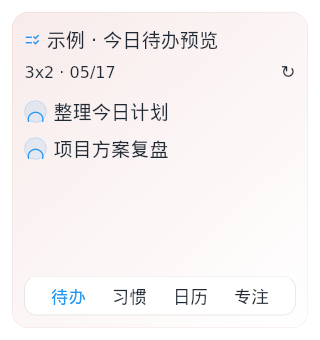 示例 · 今日待办预览
3x2 · 05/17 ↻
整理今日计划
项目方案复盘
待办 习惯 日历 专注